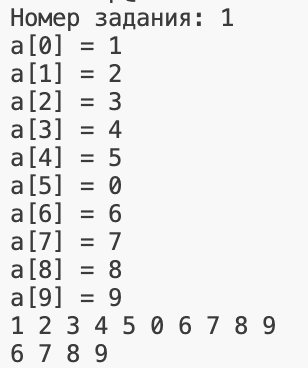 Номер задания: 1
a[0] = 1
a[1] = 2
a[2] = 3
a[3] = 4
a[4] = 5
a[5] = 0
a[6] = 6
a[7] = 7
a[8] = 8
a[9] = 9
1 2 3 4 5 0 6 7 8 9
6 7 8 9